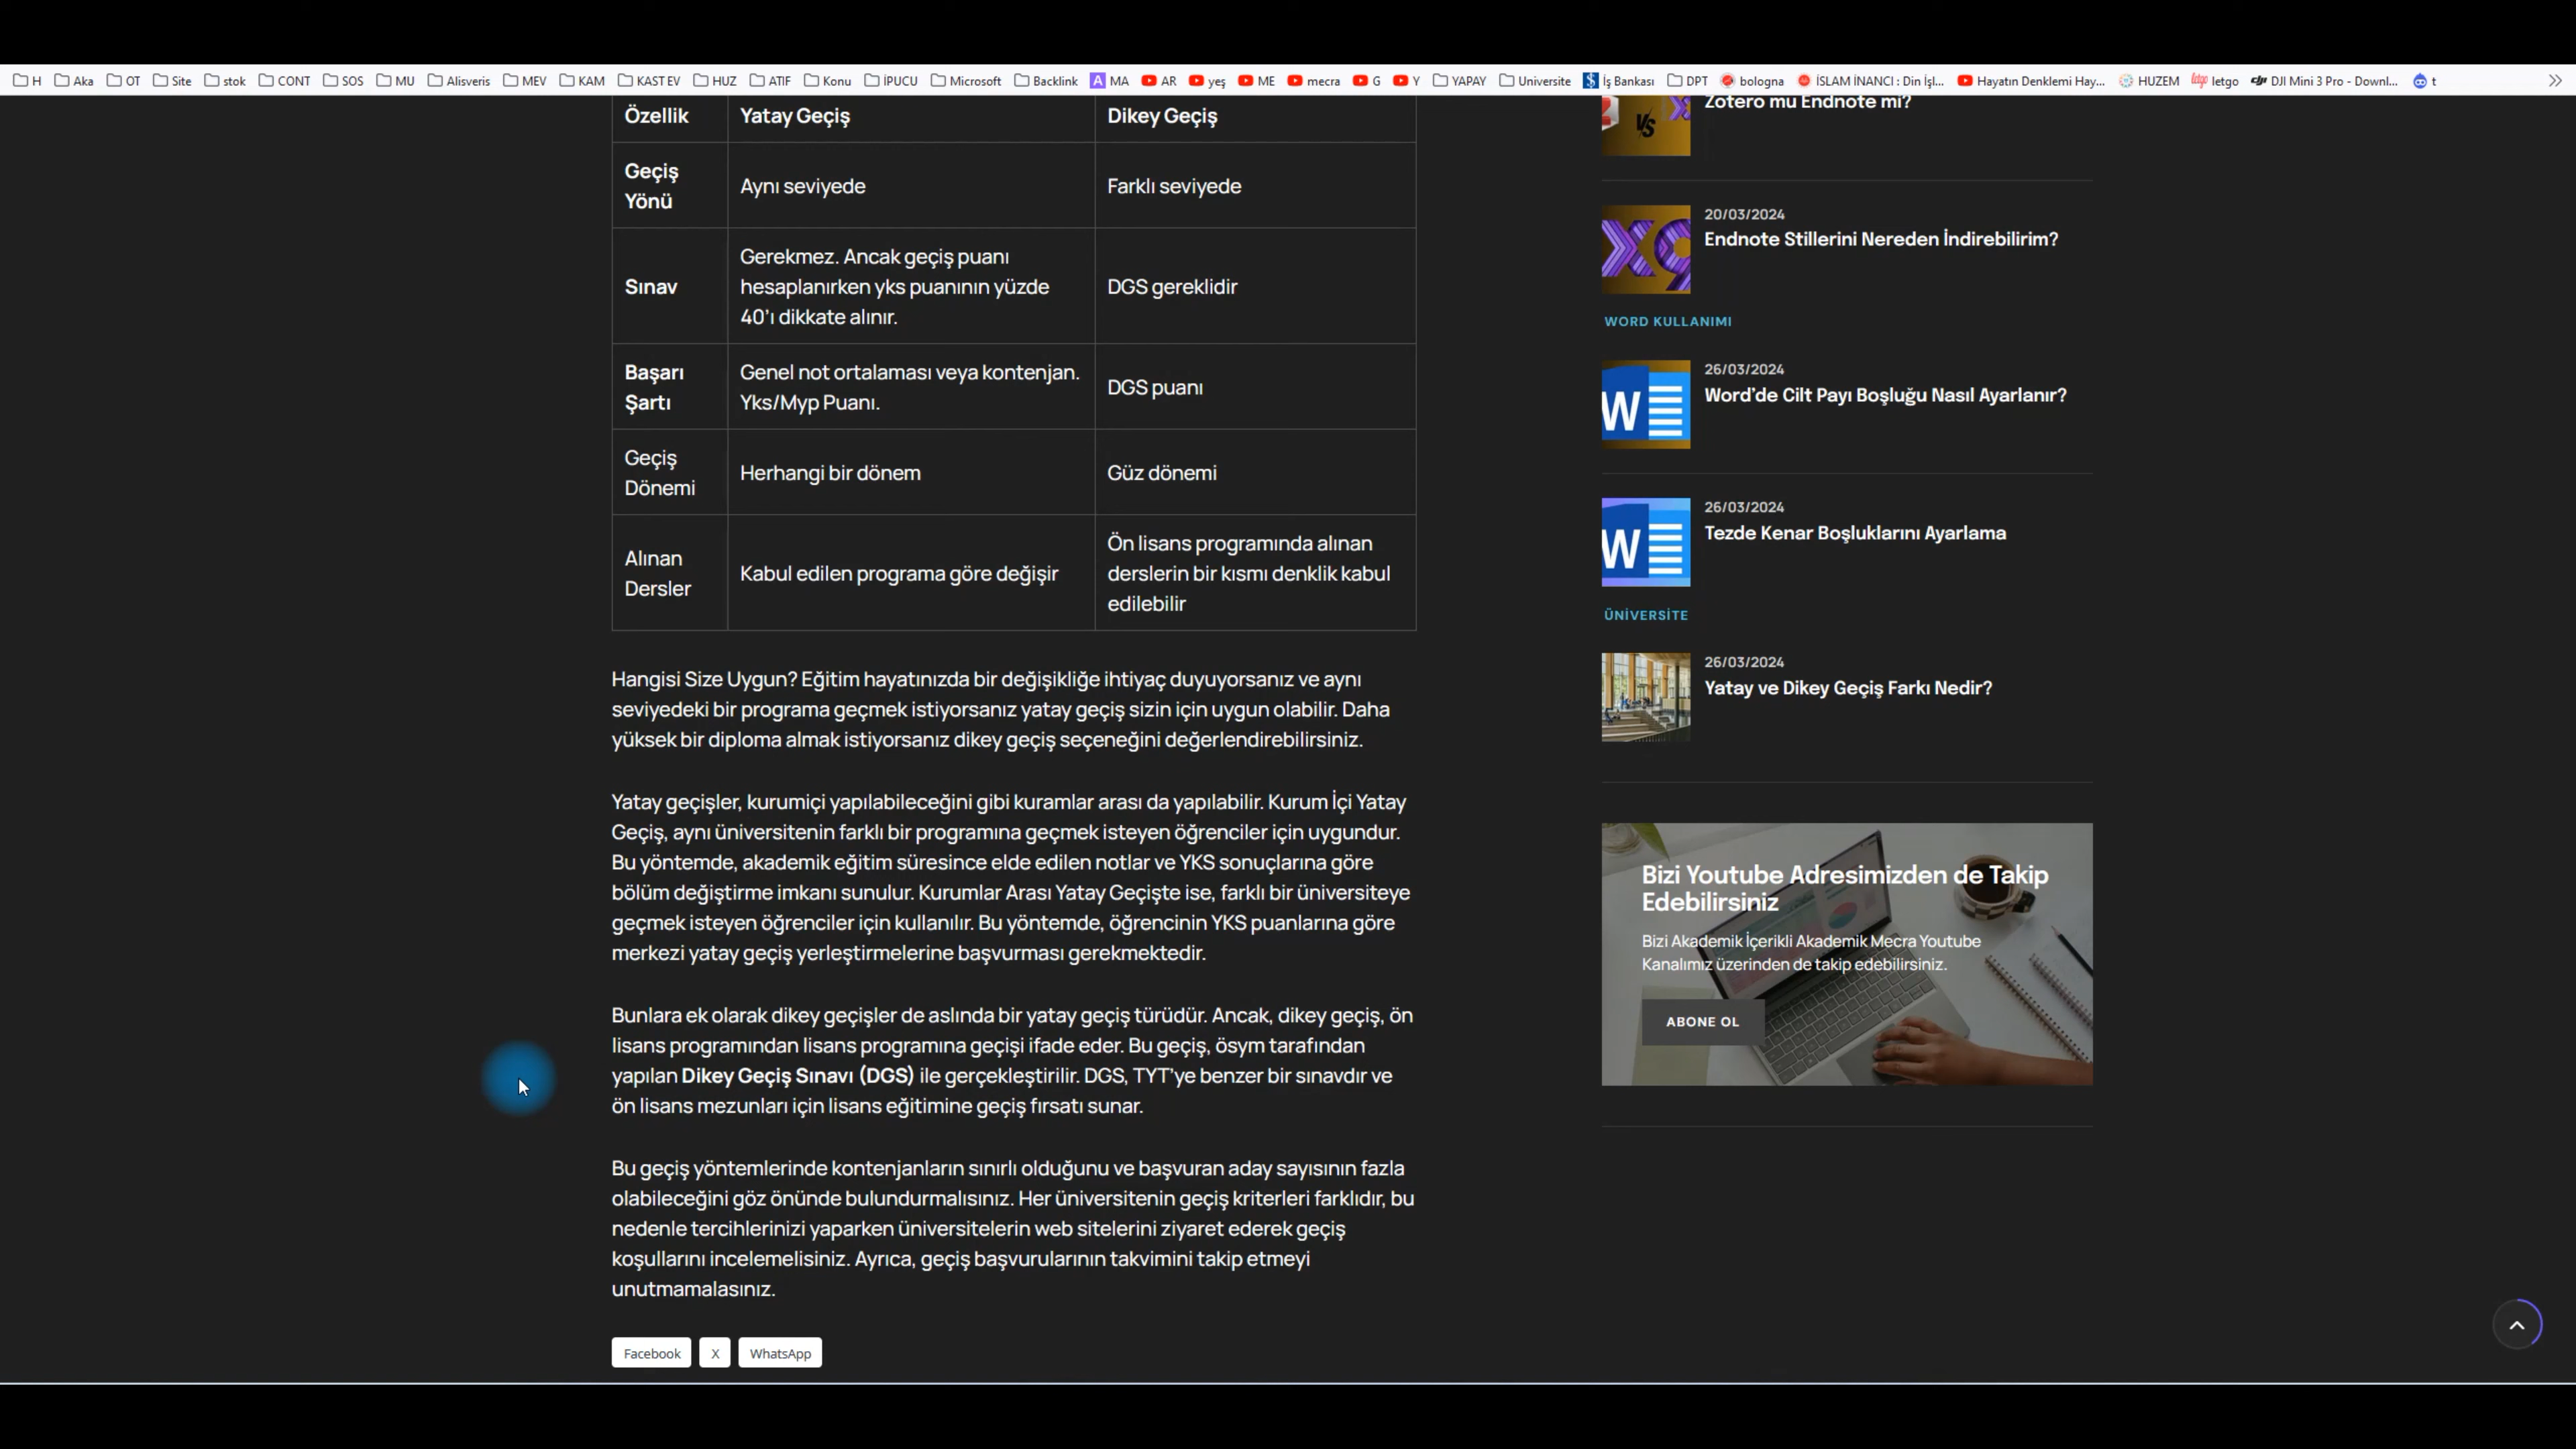 H Aka OT Site stok CONT SOS MU Alisveris MEV KAM KAST EV HUZ ATIF Konu İPUCU Microsoft Backlink MA AR yeş ME mecra G Y YAPAY Universite İş Bankası DPT bologna İSLAM İNANCI : Din İşl... Hayatın Denklemi Hay... HUZEM letgo DJI Mini 3 Pro - Downl... t
Özellik Yatay Geçiş Dikey Geçiş
Geçiş
Yönü
Aynı seviyede
Farklı seviyede
Sınav
Gerekmez. Ancak geçiş puanı
hesaplanırken yks puanının yüzde
40’ı dikkate alınır.
DGS gereklidir
Başarı
Şartı
Genel not ortalaması veya kontenjan.
Yks/Myp Puanı.
DGS puanı
Geçiş
Dönemi
Herhangi bir dönem
Güz dönemi
Alınan
Dersler
Kabul edilen programa göre değişir
Ön lisans programında alınan
derslerin bir kısmı denklik kabul
edilebilir
Hangisi Size Uygun? Eğitim hayatınızda bir değişikliğe ihtiyaç duyuyorsanız ve aynı
seviyedeki bir programa geçmek istiyorsanız yatay geçiş sizin için uygun olabilir. Daha
yüksek bir diploma almak istiyorsanız dikey geçiş seçeneğini değerlendirebilirsiniz.
Yatay geçişler, kurumiçi yapılabileceğini gibi kuramlar arası da yapılabilir. Kurum İçi Yatay
Geçiş, aynı üniversitenin farklı bir programına geçmek isteyen öğrenciler için uygundur.
Bu yöntemde, akademik eğitim süresince elde edilen notlar ve YKS sonuçlarına göre
bölüm değiştirme imkanı sunulur. Kurumlar Arası Yatay Geçişte ise, farklı bir üniversiteye
geçmek isteyen öğrenciler için kullanılır. Bu yöntemde, öğrencinin YKS puanlarına göre
merkezi yatay geçiş yerleştirmelerine başvurması gerekmektedir.
Bunlara ek olarak dikey geçişler de aslında bir yatay geçiş türüdür. Ancak, dikey geçiş, ön
lisans programından lisans programına geçişi ifade eder. Bu geçiş, ösym tarafından
yapılan Dikey Geçiş Sınavı (DGS) ile gerçekleştirilir. DGS, TYT’ye benzer bir sınavdır ve
ön lisans mezunları için lisans eğitimine geçiş fırsatı sunar.
Bu geçiş yöntemlerinde kontenjanların sınırlı olduğunu ve başvuran aday sayısının fazla
olabileceğini göz önünde bulundurmalısınız. Her üniversitenin geçiş kriterleri farklıdır, bu
nedenle tercihlerinizi yaparken üniversitelerin web sitelerini ziyaret ederek geçiş
koşullarını incelemelisiniz. Ayrıca, geçiş başvurularının takvimini takip etmeyi
unutmamalasınız.
Facebook X WhatsApp
VS
Zotero mu Endnote mi?
X9
20/03/2024
Endnote Stillerini Nereden İndirebilirim?
WORD KULLANIMI
W
26/03/2024
Word’de Cilt Payı Boşluğu Nasıl Ayarlanır?
W
26/03/2024
Tezde Kenar Boşluklarını Ayarlama
ÜNİVERSİTE
26/03/2024
Yatay ve Dikey Geçiş Farkı Nedir?
Bizi Youtube Adresimizden de Takip
Edebilirsiniz
Bizi Akademik İçerikli Akademik Mecra Youtube
Kanalımız üzerinden de takip edebilirsiniz.
ABONE OL